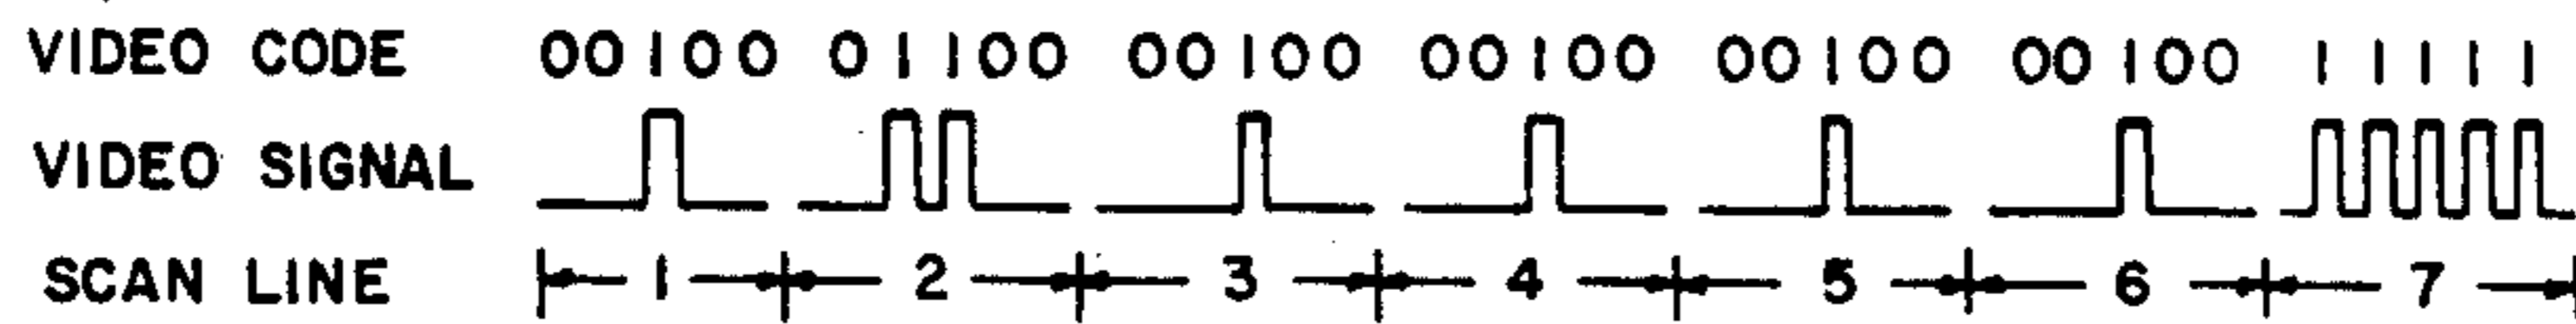 VIDEO CODE 00100 01100 00100 00100 00100 00100 11111
VIDEO SIGNAL
SCAN LINE 1 2 3 4 5 6 7